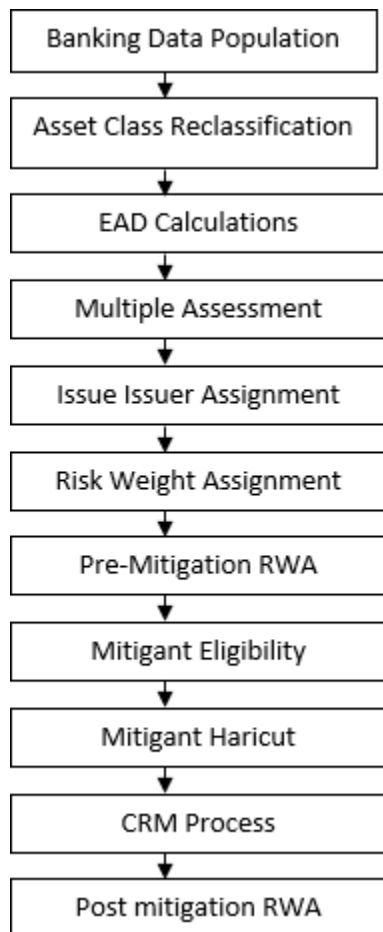 Banking Data Population
Asset Class Reclassification
EAD Calculations
Multiple Assessment
Issue Issuer Assignment
Risk Weight Assignment
Pre-Mitigation RWA
Mitigant Eligibility
Mitigant Haricut
CRM Process
Post mitigation RWA